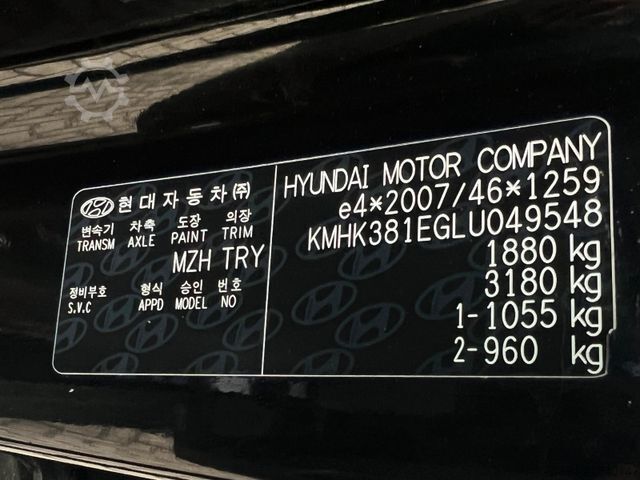 현대자동차㈜
변속기 차축 도장 의장
TRANSM AXLE PAINT TRIM
MZH TRY
정비부호 형식 승인 번호
S.V.C APPD MODEL NO
HYUNDAI MOTOR COMPANY
e4*2007/46*1259
KMHK381EGLU049548
1880 kg
3180 kg
1-1055 kg
2-960 kg